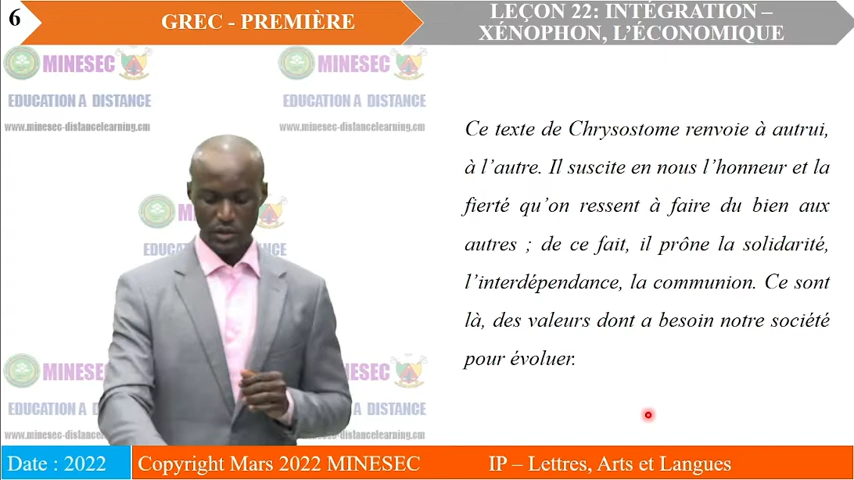 6
GREC - PREMIÈRE
LEÇON 22: INTÉGRATION –
XÉNOPHON, L’ÉCONOMIQUE
MINESEC
EDUCATION A DISTANCE
www.minesec-distancelearning.cm
MINESEC
EDUCATION A DISTANCE
www.minesec-distancelearning.cm
Ce texte de Chrysostome renvoie à autrui,
à l’autre. Il suscite en nous l’honneur et la
fierté qu’on ressent à faire du bien aux
autres ; de ce fait, il prône la solidarité,
l’interdépendance, la communion. Ce sont
là, des valeurs dont a besoin notre société
pour évoluer.
MINESEC
EDUCATION A DISTANCE
Date : 2022
Copyright Mars 2022 MINESEC
IP – Lettres, Arts et Langues